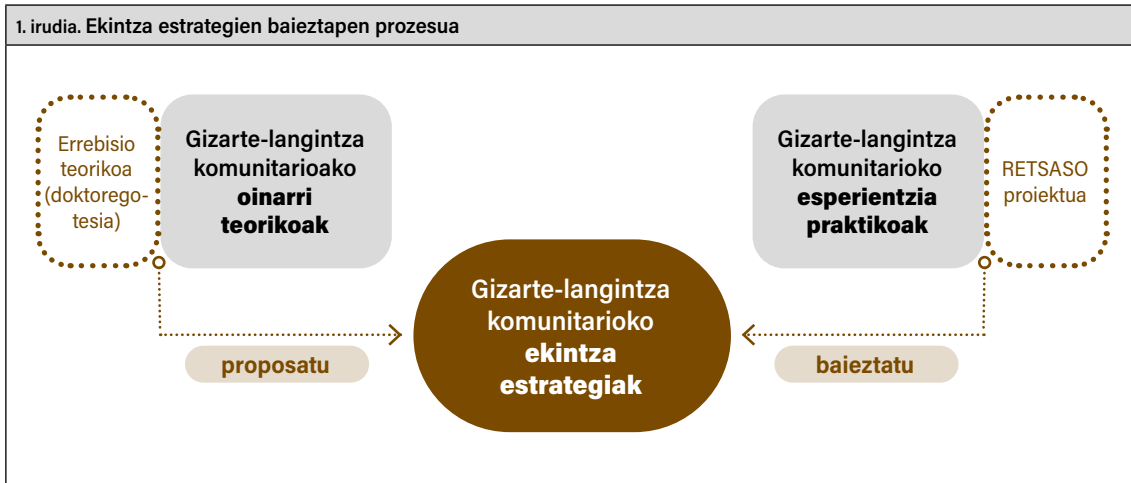 1. irudia. Ekintza estrategien baieztapen prozesua
Errebisio
teorikoa
(doktorego-
tesia)
Gizarte-langintza
komunitarioako
oinarri
teorikoak
Gizarte-langintza
komunitarioko
esperientzia
praktikoak
RETSASO
proiektua
Gizarte-langintza
komunitarioko
ekintza
estrategiak
proposatu
baieztatu